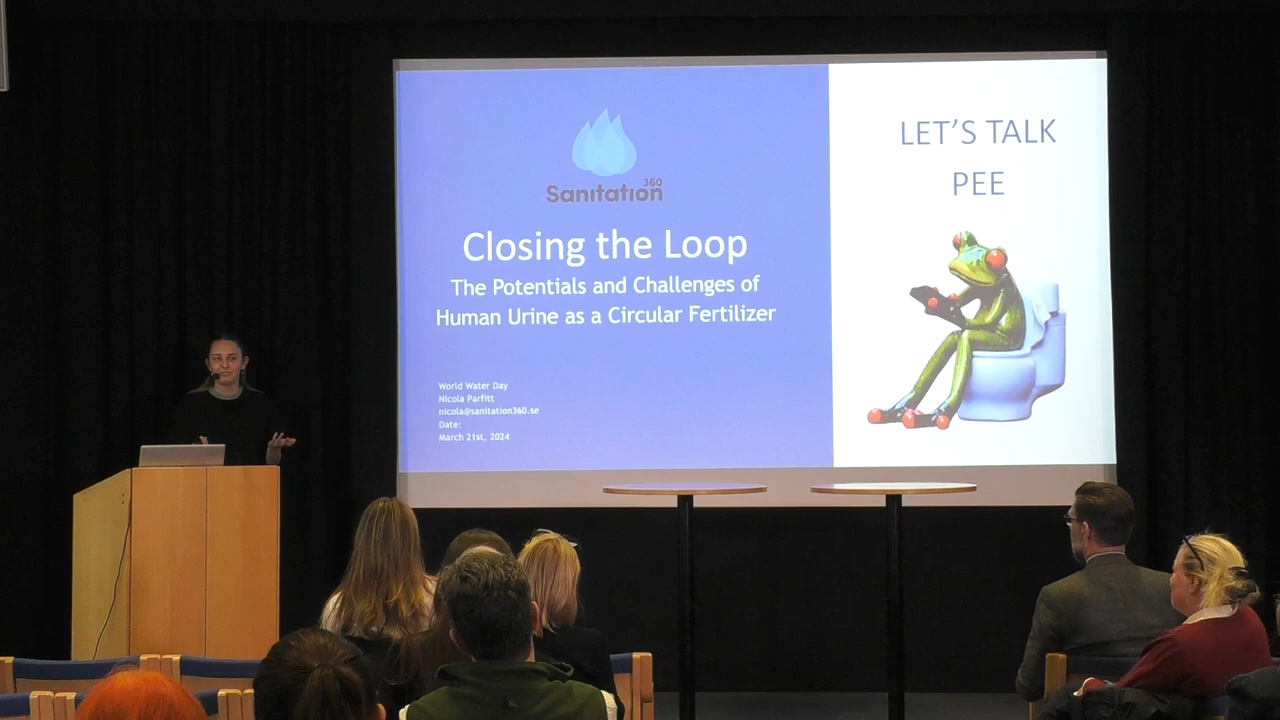 Sanitation
360
Closing the Loop
The Potentials and Challenges of
Human Urine as a Circular Fertilizer
World Water Day
Nicola Parfitt
nicola@sanitation360.se
Date:
March 21st, 2024
LET'S TALK
PEE